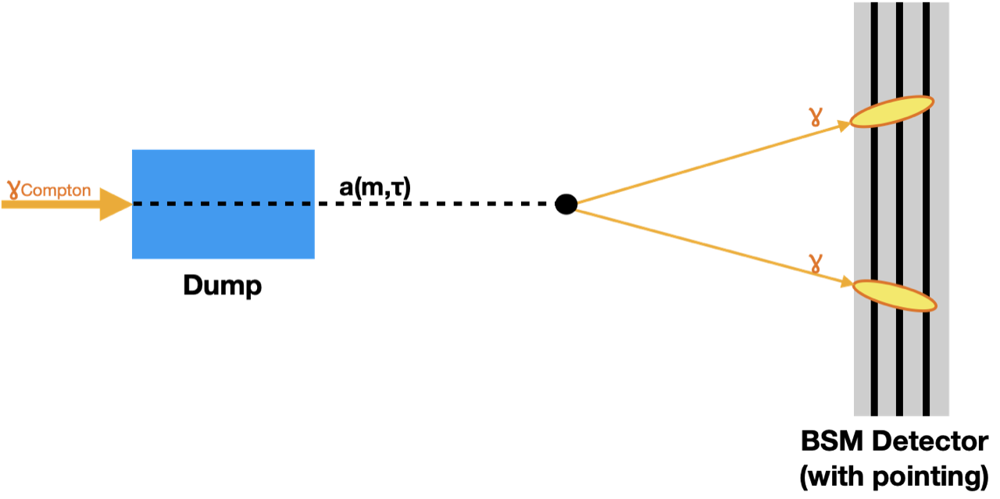 γCompton
a(m,τ)
γ
γ
Dump
BSM Detector
(with pointing)